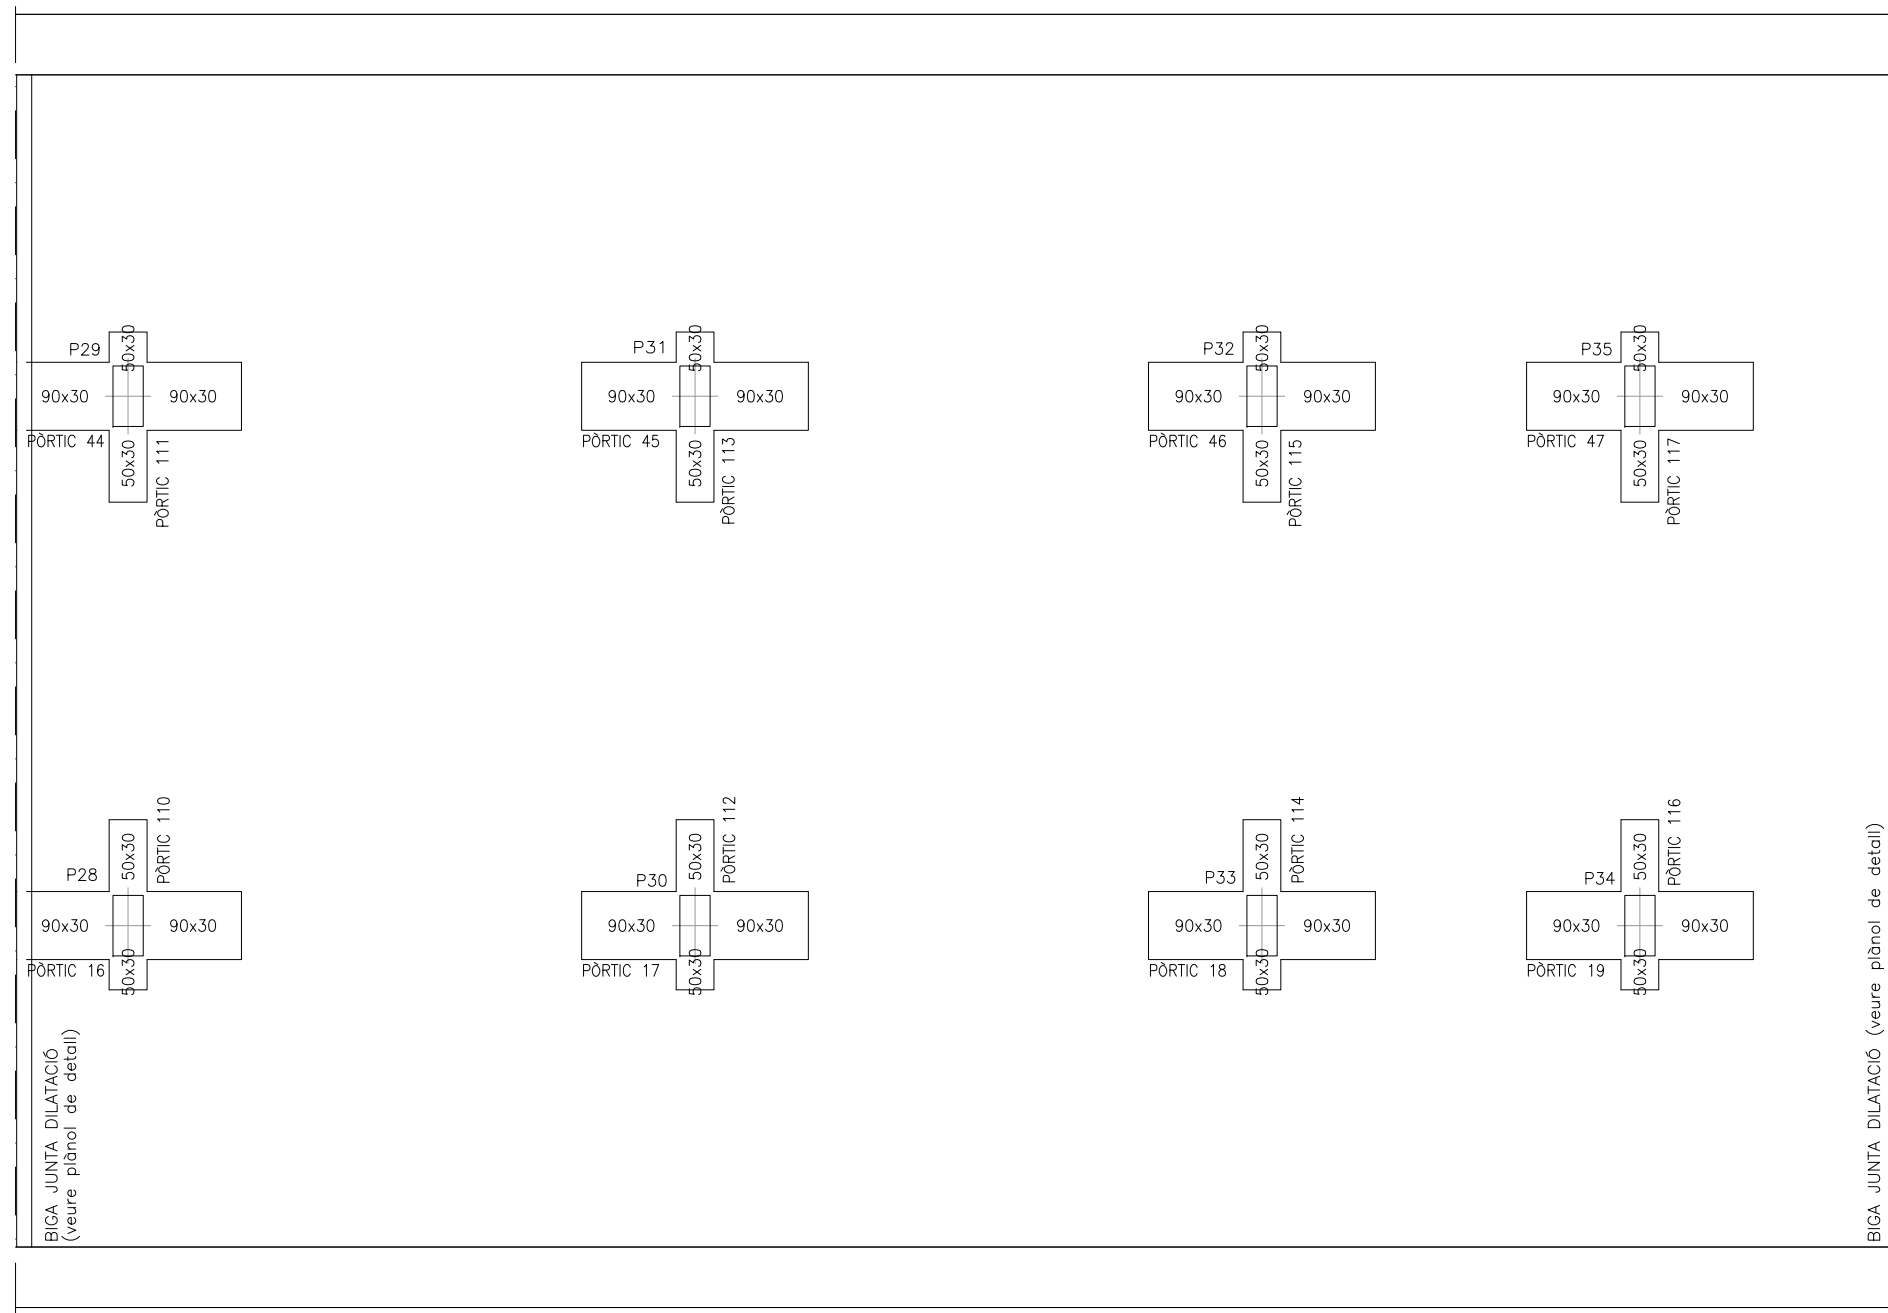 P29
50x30
90x30
90x30
PÒRTIC 44
50x30
PÒRTIC 111
P31
50x30
90x30
90x30
PÒRTIC 45
50x30
PÒRTIC 113
P32
50x30
90x30
90x30
PÒRTIC 46
50x30
PÒRTIC 115
P35
50x30
90x30
90x30
PÒRTIC 47
50x30
PÒRTIC 117
P28
50x30
PÒRTIC 110
90x30
90x30
PÒRTIC 16
50x30
P30
50x30
PÒRTIC 112
90x30
90x30
PÒRTIC 17
50x30
P33
50x30
PÒRTIC 114
90x30
90x30
PÒRTIC 18
50x30
P34
50x30
PÒRTIC 116
90x30
90x30
PÒRTIC 19
50x30
BIGA JUNTA DILATACIÓ
(veure plànol de detall)
BIGA JUNTA DILATACIÓ (veure plànol de detall)